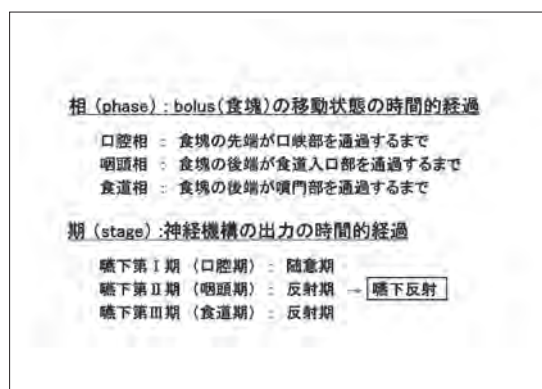 相 (phase) : bolus(食塊)の移動状態の時間的経過
口腔相 : 食塊の先端が口峡部を通過するまで
咽頭相 : 食塊の後端が食道入口部を通過するまで
食道相 : 食塊の後端が噴門部を通過するまで
期 (stage) :神経機構の出力の時間的経過
嚥下第Ⅰ期 (口腔期) : 随意期
嚥下第Ⅱ期 (咽頭期) : 反射期 → 嚥下反射
嚥下第Ⅲ期 (食道期) : 反射期